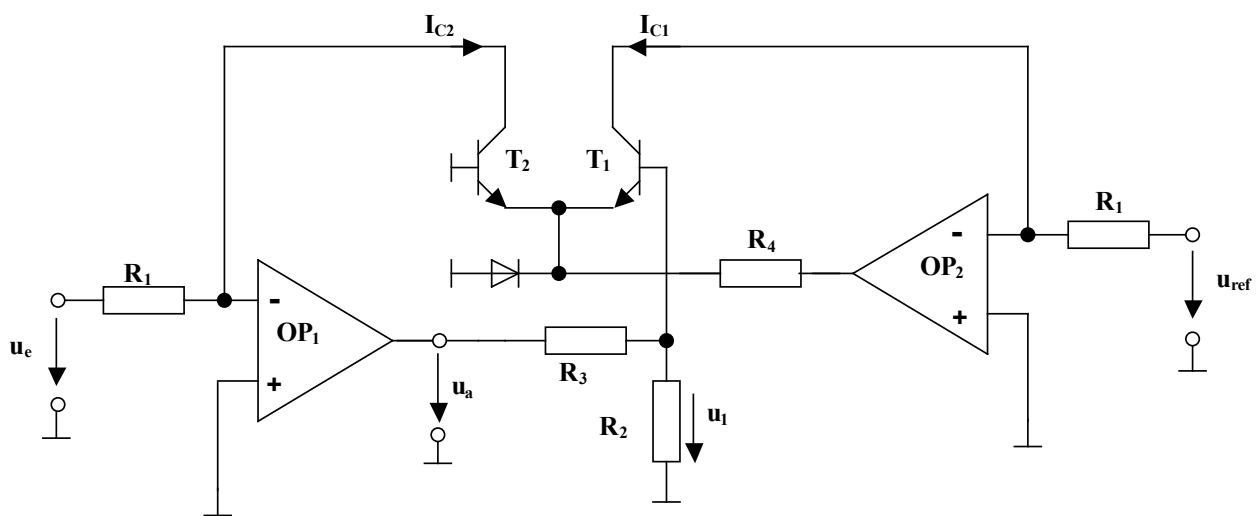 I_C2
I_C1
T_2
T_1
R_1
-
OP_2
+
R_4
R_1
u_ref
-
OP_1
+
u_e
R_3
u_a
R_2
u_1